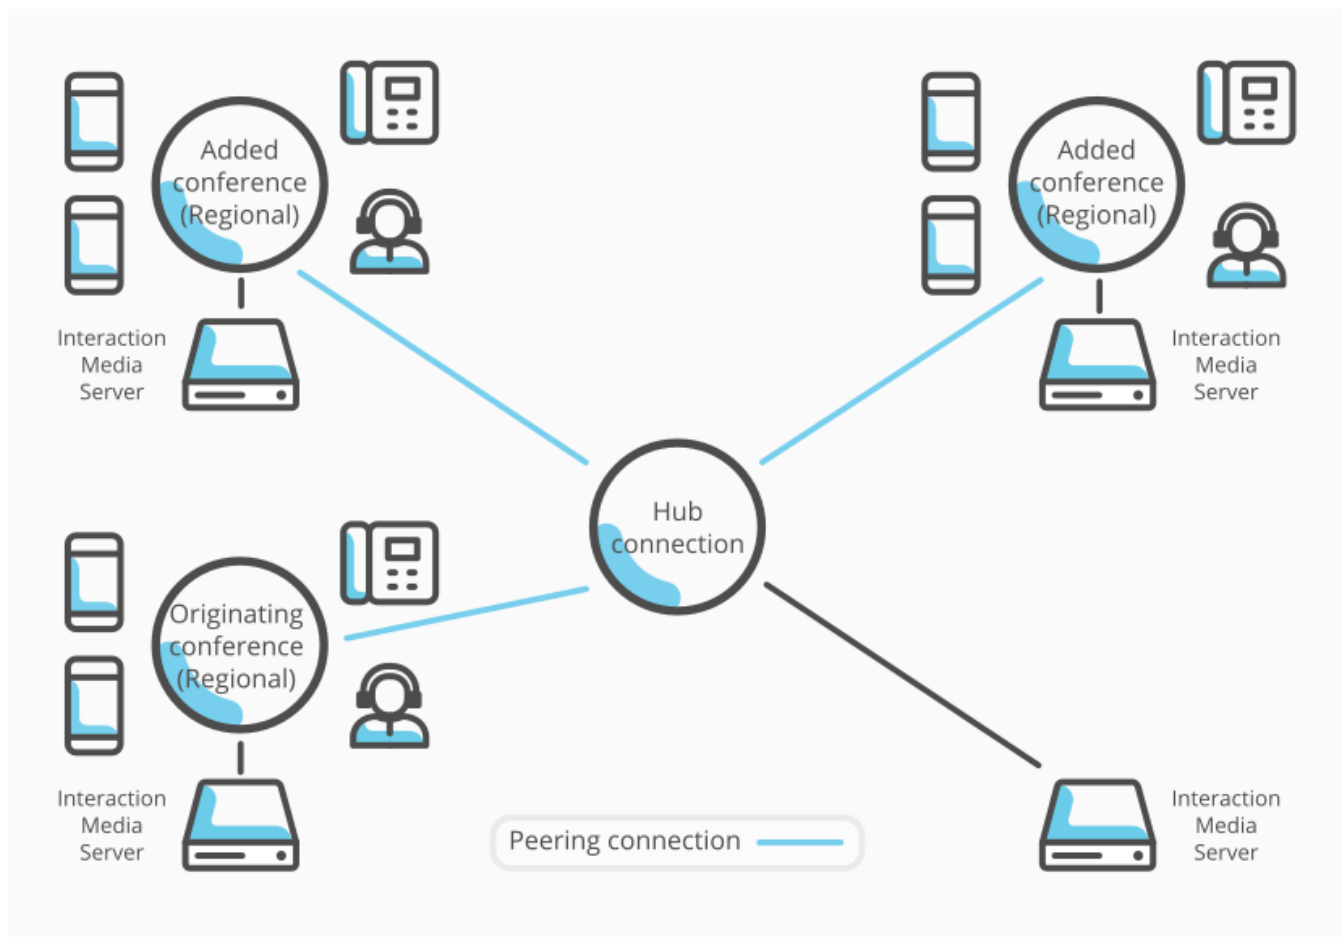 Added
conference
(Regional)
Interaction
Media
Server
Added
conference
(Regional)
Interaction
Media
Server
Hub
connection
Originating
conference
(Regional)
Interaction
Media
Server
Peering connection
Interaction
Media
Server